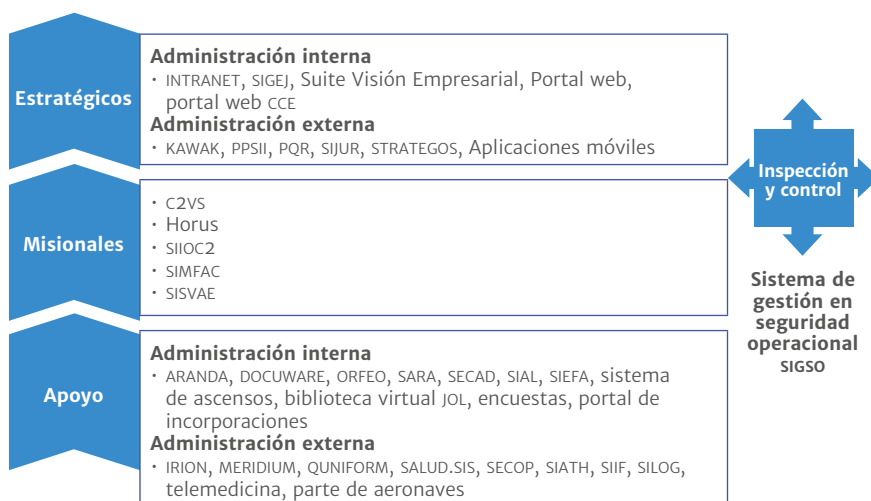 Estratégicos
Administración interna
· INTRANET, SIGEJ, Suite Visión Empresarial, Portal web,
portal web CCE
Administración externa
· KAWAK, PPSII, PQR, SIJUR, STRATEGOS, Aplicaciones móviles
Misionales
· C2VS
· Horus
· SIIOC2
· SIMFAC
· SISVAE
Apoyo
Administración interna
· ARANDA, DOCUWARE, ORFEO, SARA, SECAD, SIAL, SIEFA, sistema
de ascensos, biblioteca virtual JOL, encuestas, portal de
incorporaciones
Administración externa
· IRION, MERIDIUM, QUNIFORM, SALUD.SIS, SECOP, SIATH, SIIF, SILOG,
telemedicina, parte de aeronaves
Inspección
y control
Sistema de
gestión en
seguridad
operacional
SIGSO